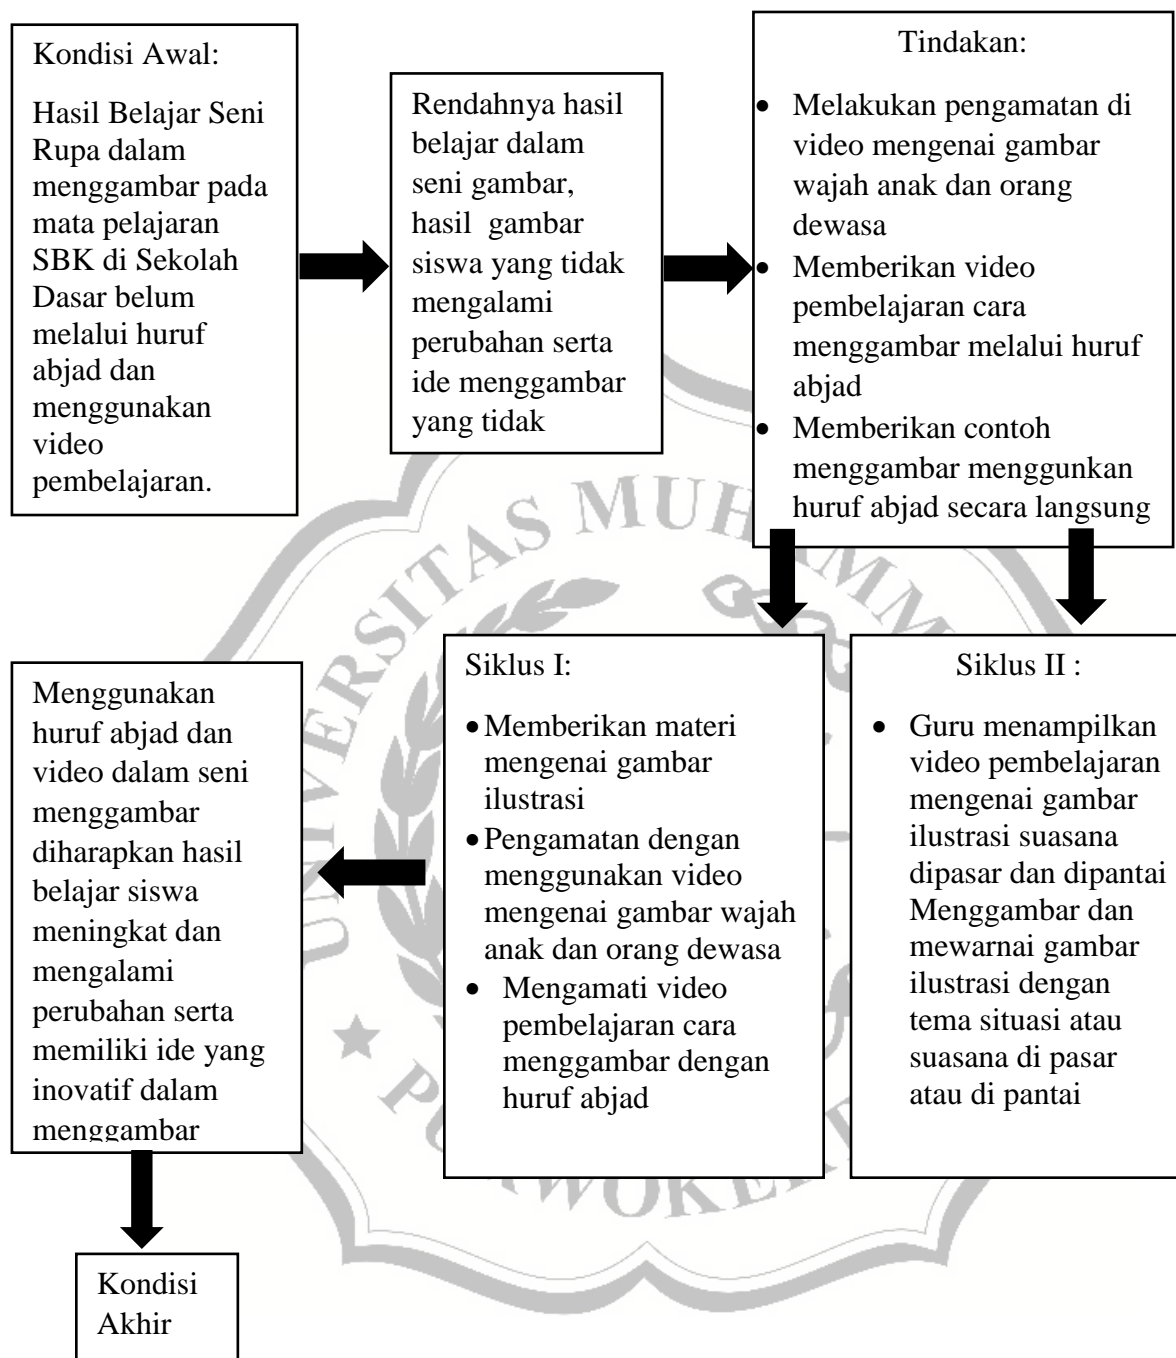 Kondisi Awal:
Hasil Belajar Seni
Rupa dalam
menggambar pada
mata pelajaran
SBK di Sekolah
Dasar belum
melalui huruf
abjad dan
menggunakan
video
pembelajaran.
Rendahnya hasil
belajar dalam
seni gambar,
hasil gambar
siswa yang tidak
mengalami
perubahan serta
ide menggambar
yang tidak
Tindakan:
• Melakukan pengamatan di
video mengenai gambar
wajah anak dan orang
dewasa
• Memberikan video
pembelajaran cara
menggambar melalui huruf
abjad
• Memberikan contoh
menggambar menggunkan
huruf abjad secara langsung
Siklus I:
• Memberikan materi
mengenai gambar
ilustrasi
• Pengamatan dengan
menggunakan video
mengenai gambar wajah
anak dan orang dewasa
• Mengamati video
pembelajaran cara
menggambar dengan
huruf abjad
Siklus II :
• Guru menampilkan
video pembelajaran
mengenai gambar
ilustrasi suasana
dipasar dan dipantai
Menggambar dan
mewarnai gambar
ilustrasi dengan
tema situasi atau
suasana di pasar
atau di pantai
Menggunakan
huruf abjad dan
video dalam seni
menggambar
diharapkan hasil
belajar siswa
meningkat dan
mengalami
perubahan serta
memiliki ide yang
inovatif dalam
menggambar
Kondisi
Akhir
UNIVERSITAS